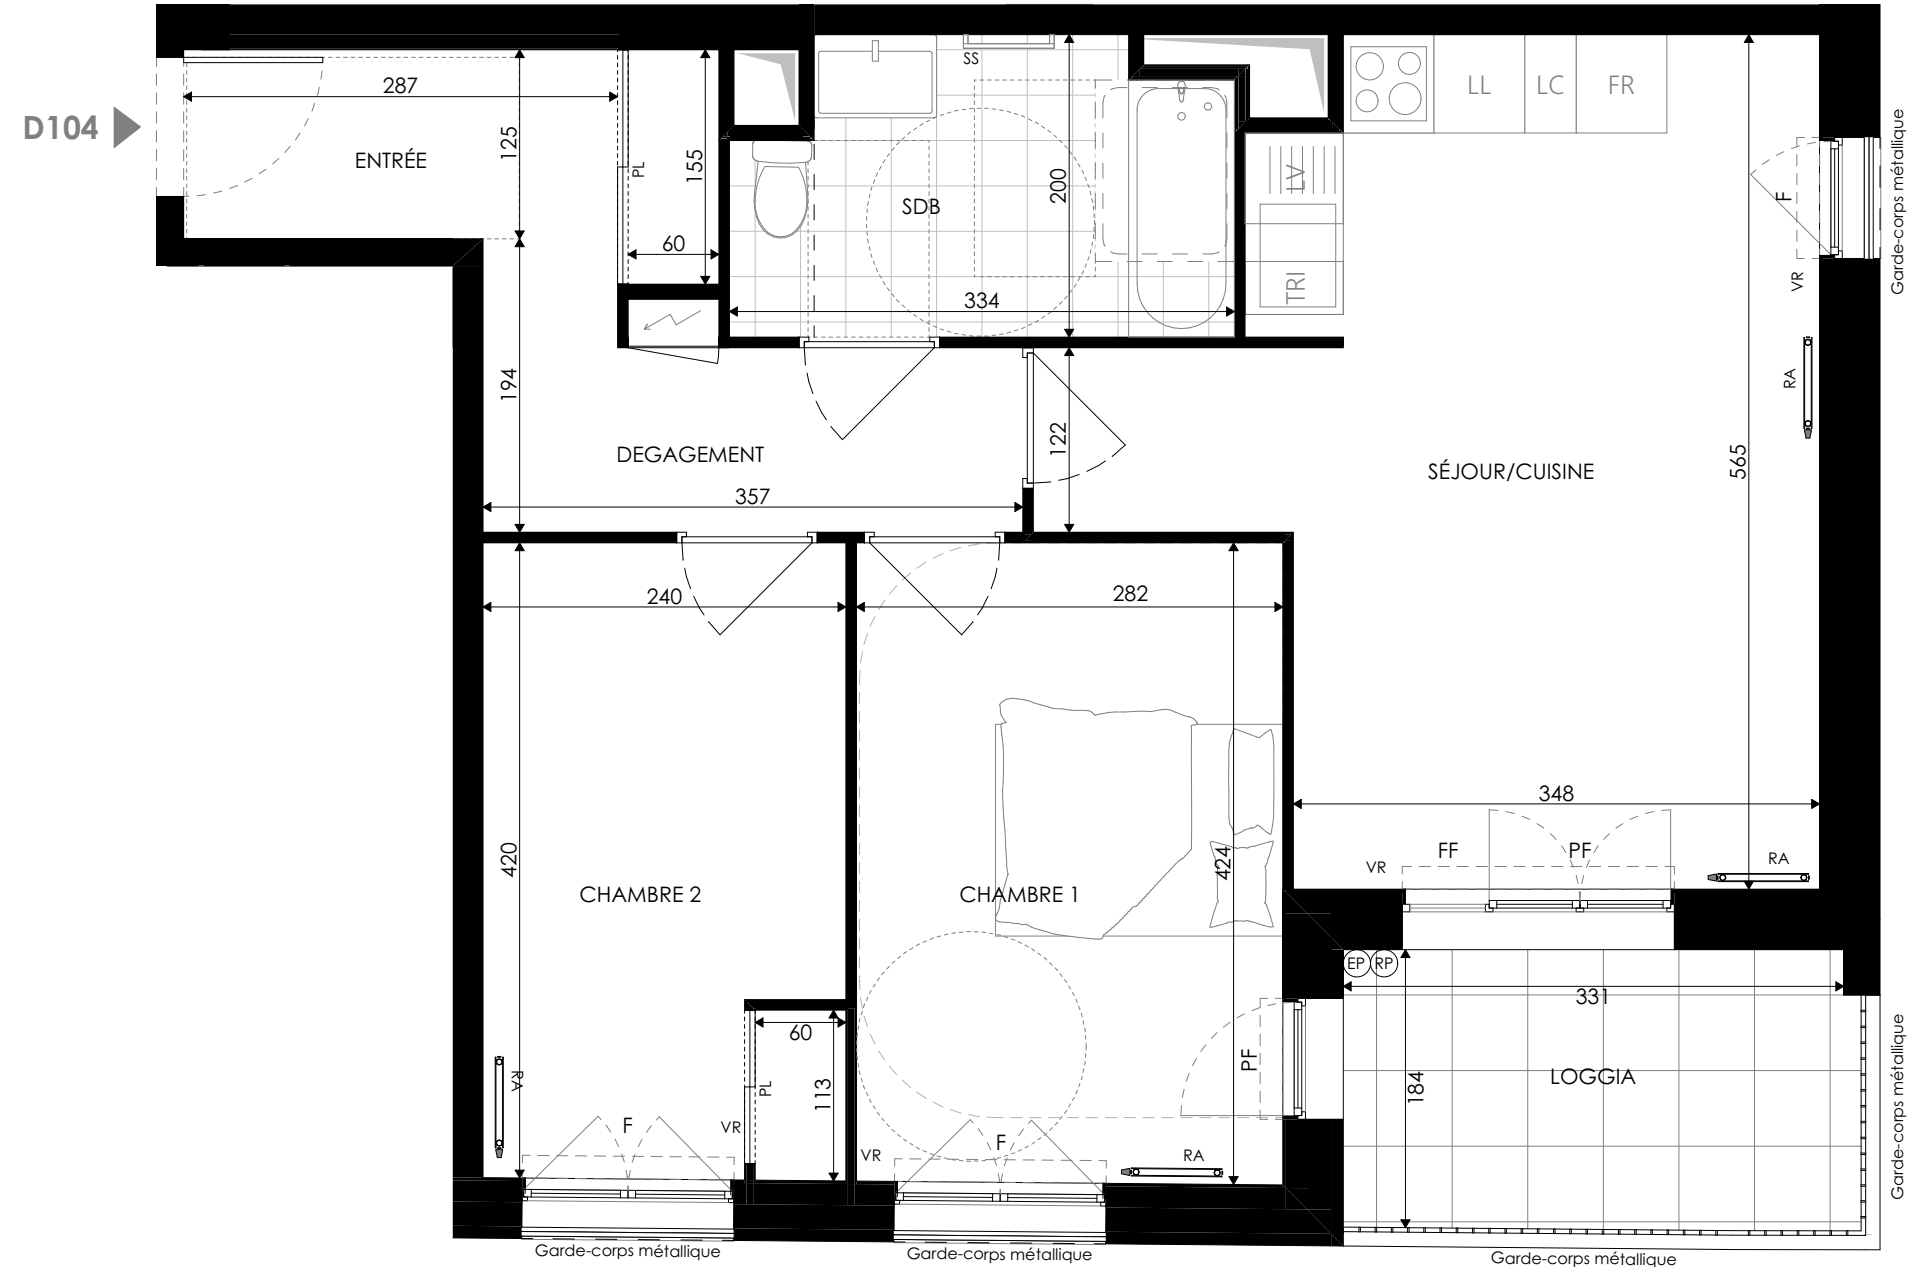 D104
287
125
ENTRÉE
PL
155
60
194
SS
SDB
200
334
LL
LC
FR
LV
TRI
F
VR
Garde-corps métallique
RA
DEGAGEMENT
357
122
SÉJOUR/CUISINE
565
348
VR
FF
PF
RA
240
420
CHAMBRE 2
RA
F
VR
PL
60
113
282
424
CHAMBRE 1
VR
F
RA
PF
EP
RP
331
184
LOGGIA
Garde-corps métallique
Garde-corps métallique
Garde-corps métallique
Garde-corps métallique